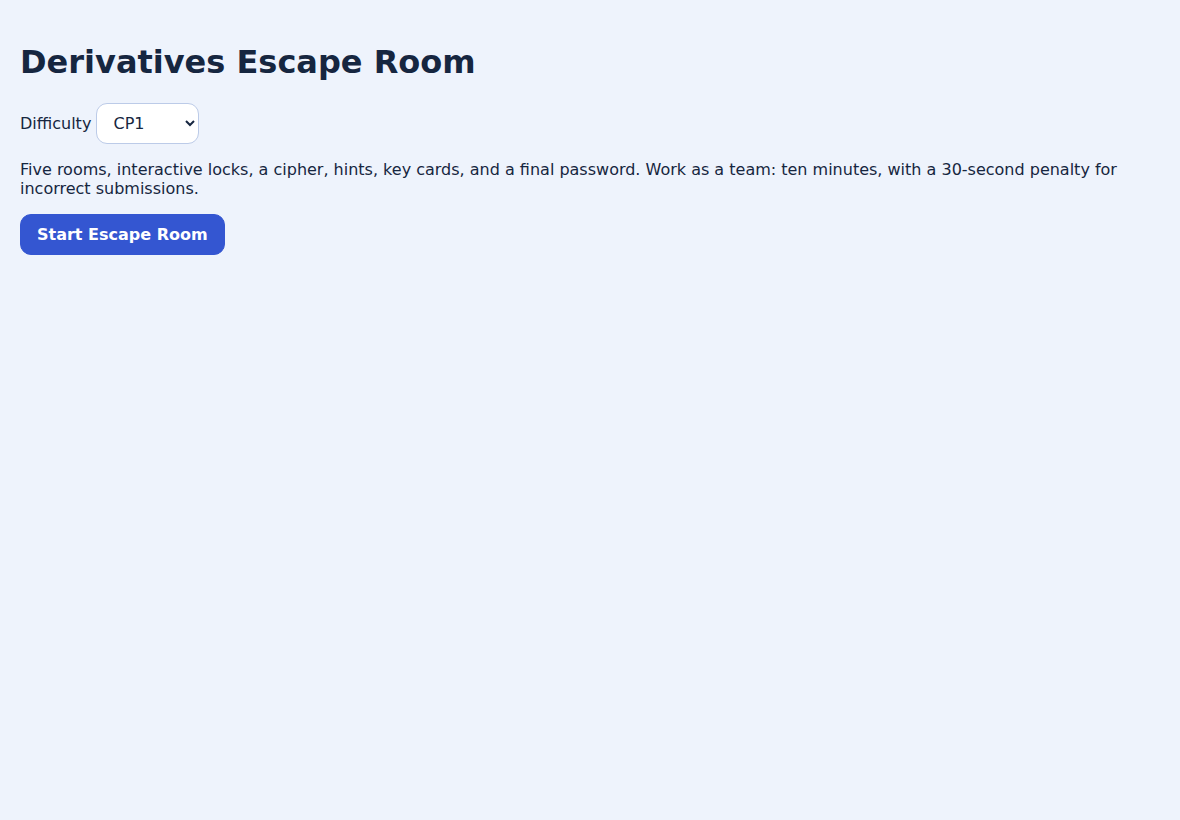 Derivatives Escape Room
Difficulty CP1
Five rooms, interactive locks, a cipher, hints, key cards, and a final password. Work as a team: ten minutes, with a 30-second penalty for
incorrect submissions.
Start Escape Room